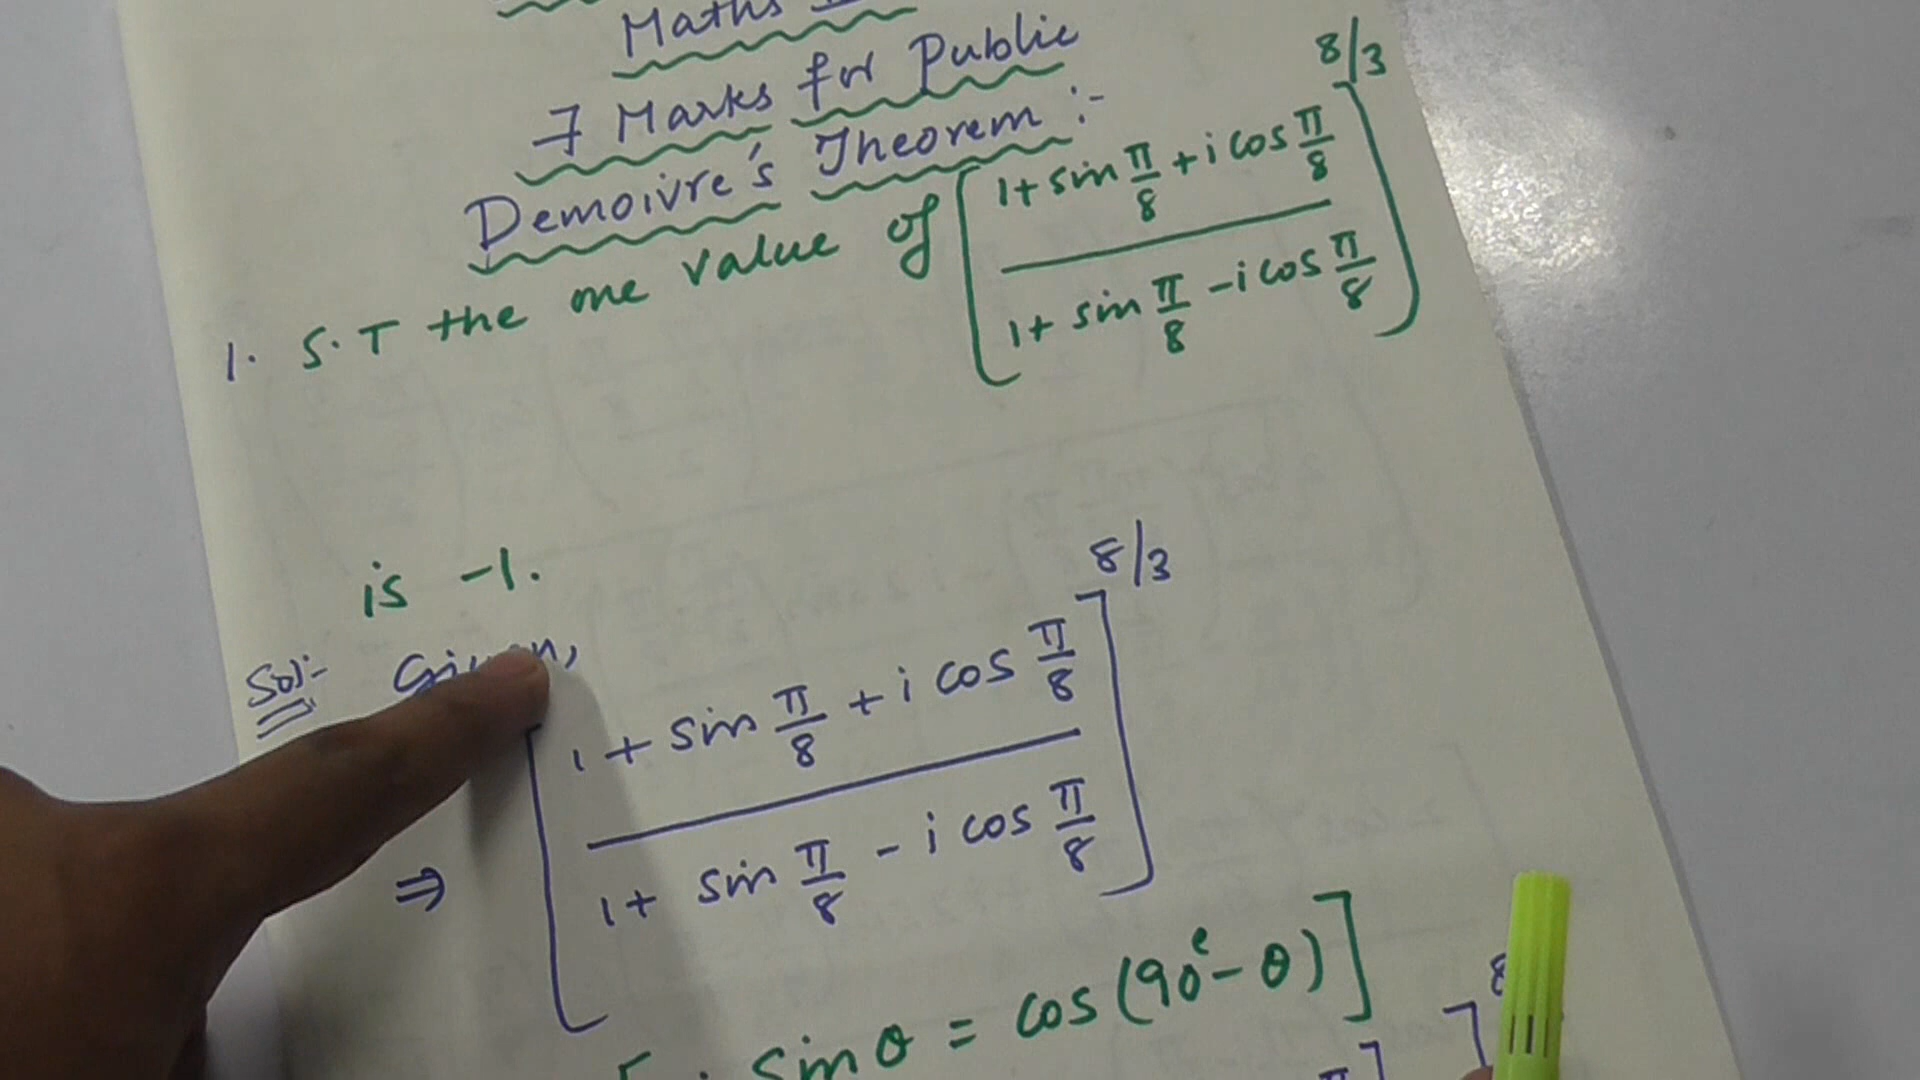 Maths
7 Marks for Public
Demoivre's Theorem :-
1. S.T the one value of [ (1 + sin π/8 + i cos π/8) / (1 + sin π/8 - i cos π/8) ]^8/3
is -1.
Sol:- Given,
⇒ [ (1 + sin π/8 + i cos π/8) / (1 + sin π/8 - i cos π/8) ]^8/3
sin θ = cos (90° - θ) ]